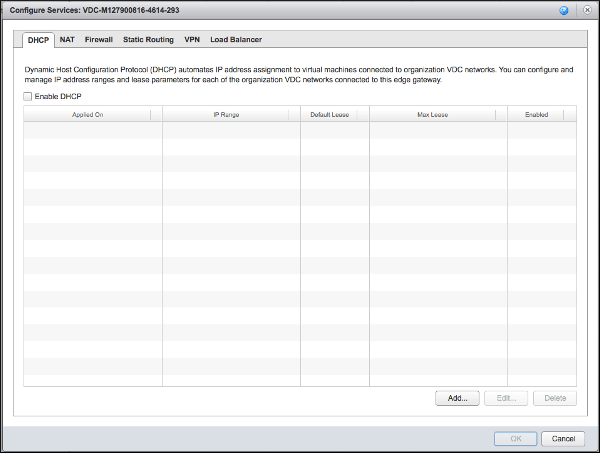 Configure Services: VDC-M127900616-4614-293
DHCP NAT Firewall Static Routing VPN Load Balancer
Dynamic Host Configuration Protocol (DHCP) automates IP address assignment to virtual machines connected to organization VDC networks. You can configure and
manage IP address ranges and lease parameters for each of the organization VDC networks connected to this edge gateway.
Enable DHCP
Applied On IP Range Default Lease Max Lease Enabled
Add... Edit... Delete
OK Cancel